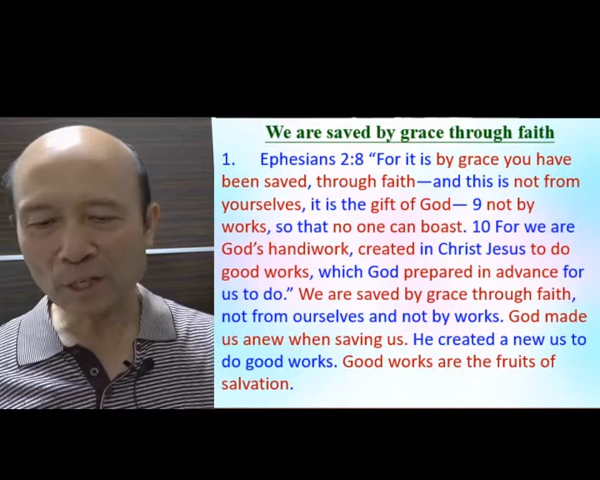 We are saved by grace through faith
1. Ephesians 2:8 “For it is by grace you have
been saved, through faith—and this is not from
yourselves, it is the gift of God— 9 not by
works, so that no one can boast. 10 For we are
God’s handiwork, created in Christ Jesus to do
good works, which God prepared in advance for
us to do.” We are saved by grace through faith,
not from ourselves and not by works. God made
us anew when saving us. He created a new us to
do good works. Good works are the fruits of
salvation.